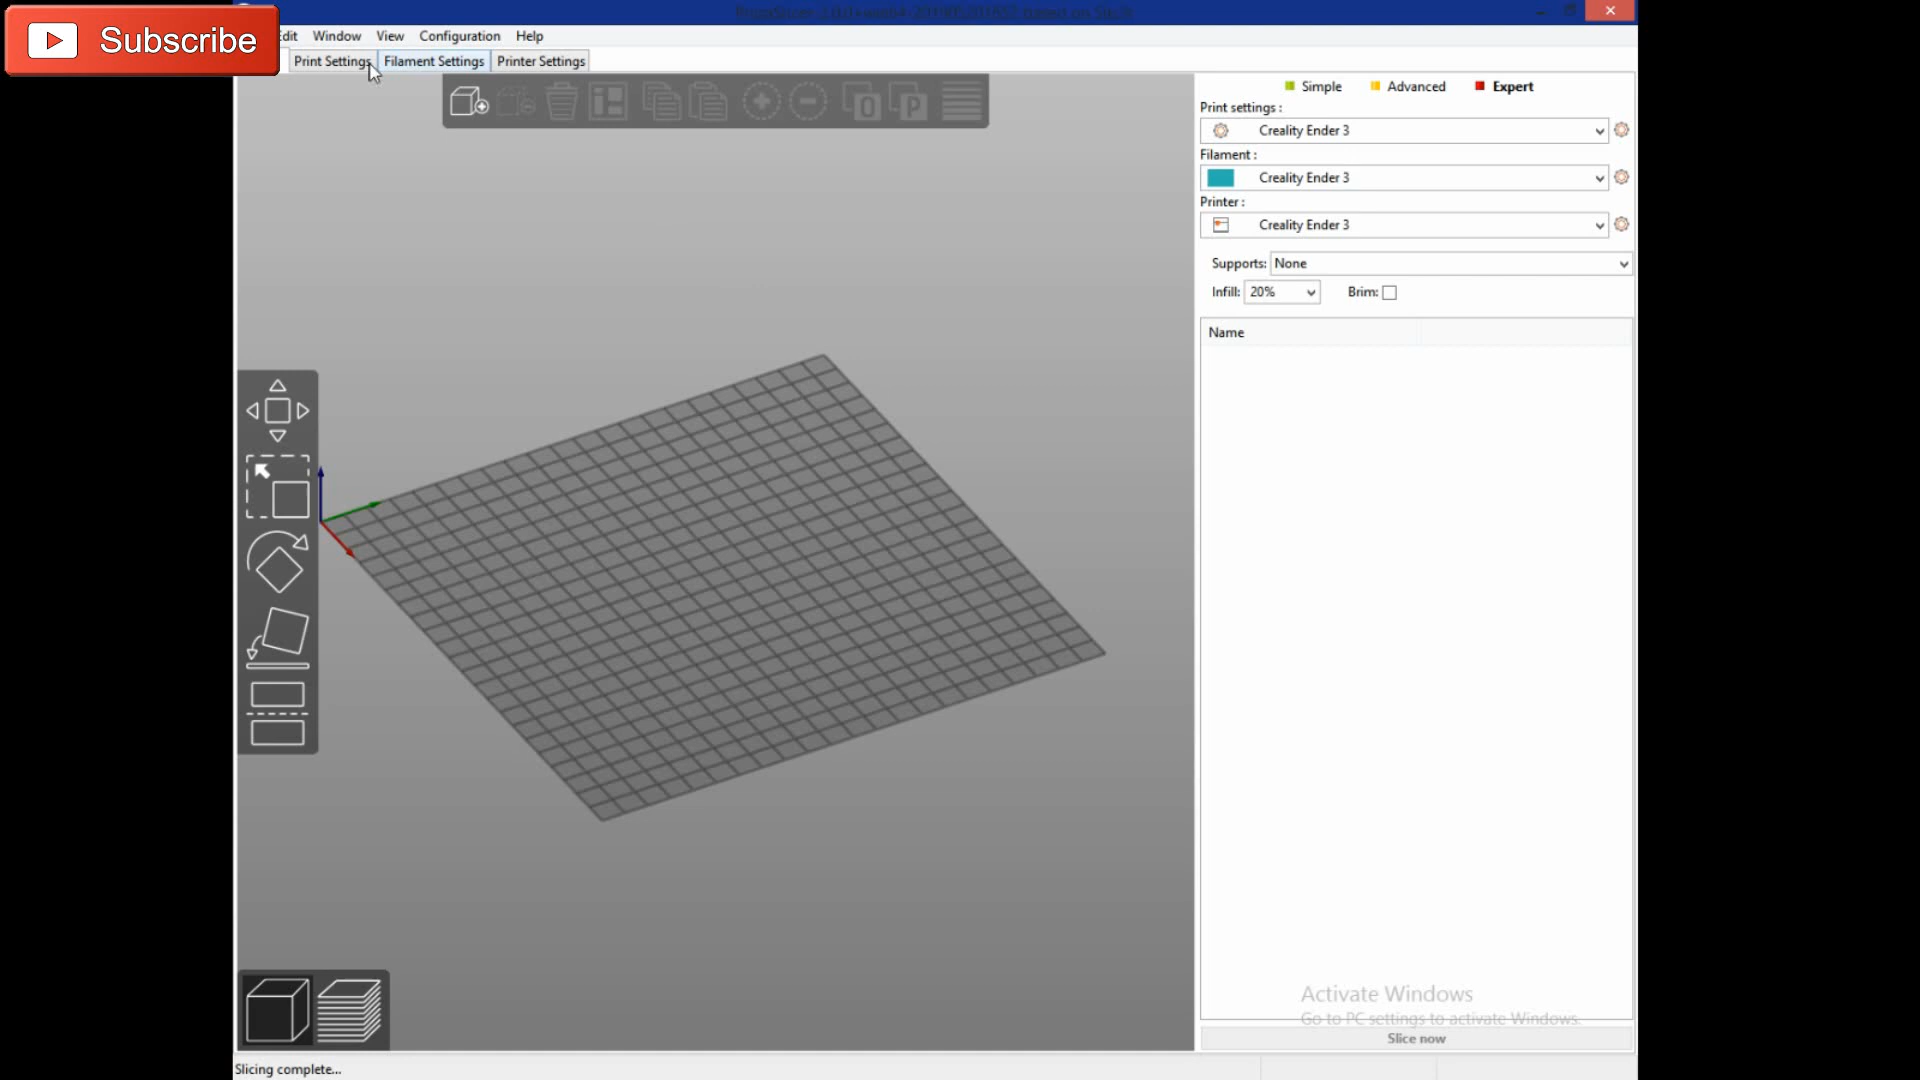 Subscribe
dit Window View Configuration Help
Print Settings Filament Settings Printer Settings
Simple Advanced Expert
Print settings :
Creality Ender 3
Filament :
Creality Ender 3
Printer :
Creality Ender 3
Supports: None
Infill: 20% Brim:
Name
O P
Activate Windows
Go to PC settings to activate Windows.
Slice now
Slicing complete...